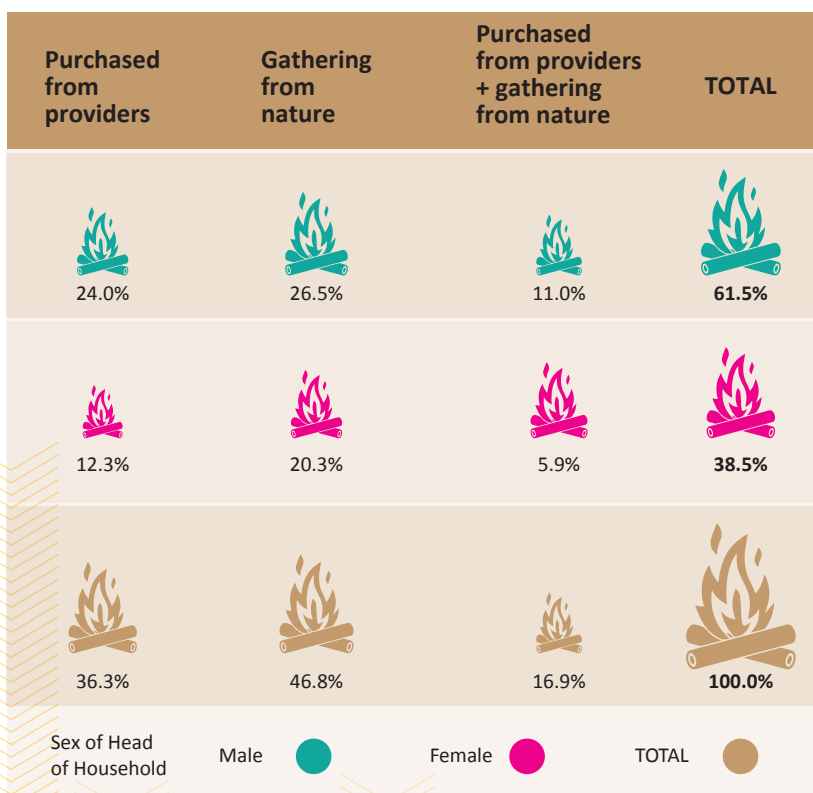 Purchased
from
providers
Gathering
from
nature
Purchased
from providers
+ gathering
from nature
TOTAL
24.0%
26.5%
11.0%
61.5%
12.3%
20.3%
5.9%
38.5%
36.3%
46.8%
16.9%
100.0%
Sex of Head
of Household
Male
Female
TOTAL